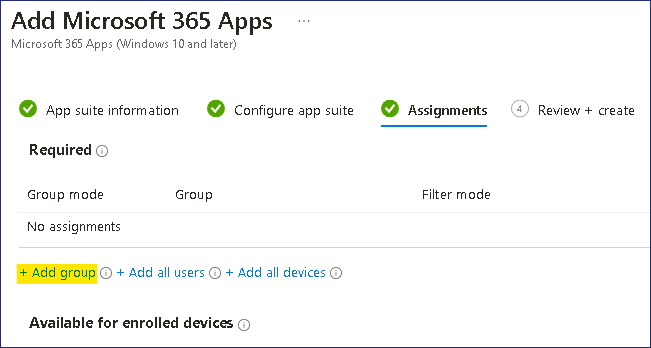 Add Microsoft 365 Apps ...
Microsoft 365 Apps (Windows 10 and later)
App suite information Configure app suite Assignments 4 Review + create
Required
Group mode Group Filter mode
No assignments
+ Add group + Add all users + Add all devices
Available for enrolled devices